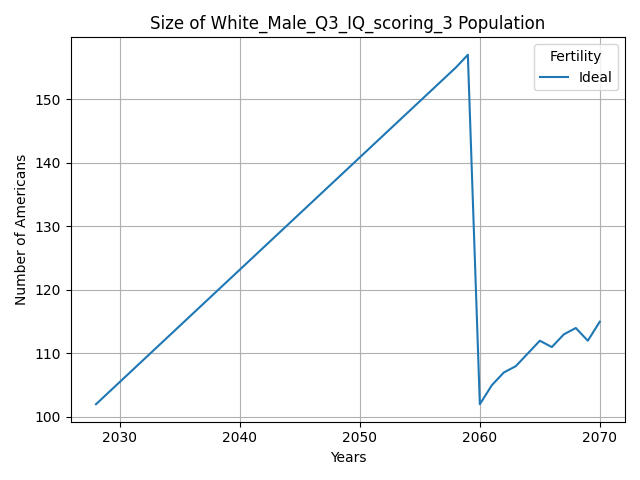 Size of White_Male_Q3_IQ_scoring_3 Population
Fertility
Ideal
Number of Americans
150
140
130
120
110
100
2030
2040
2050
2060
2070
Years